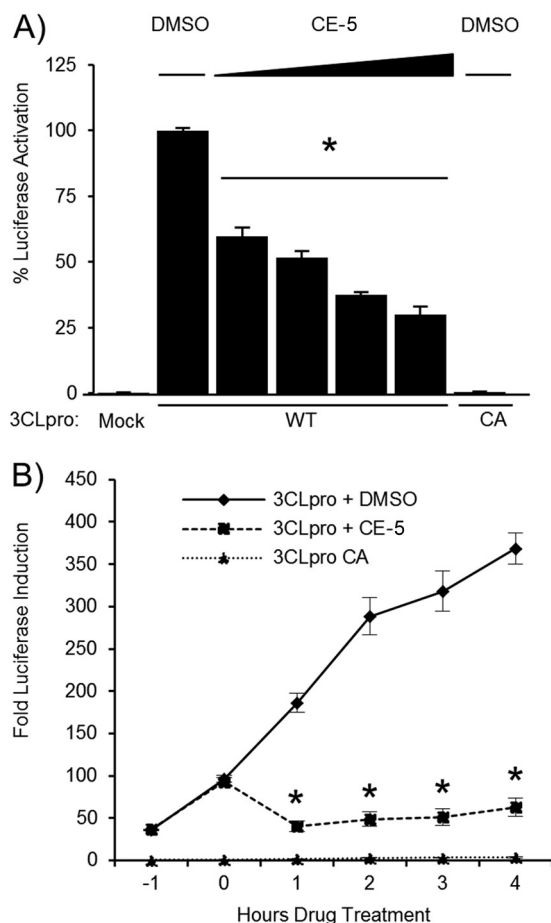 A)
DMSO CE-5 DMSO
% Luciferase Activation
125
100
75
50
25
0
*
3CLpro: Mock WT CA
B)
3CLpro + DMSO
3CLpro + CE-5
3CLpro CA
Fold Luciferase Induction
450
400
350
300
250
200
150
100
50
0
* * * *
-1 0 1 2 3 4
Hours Drug Treatment